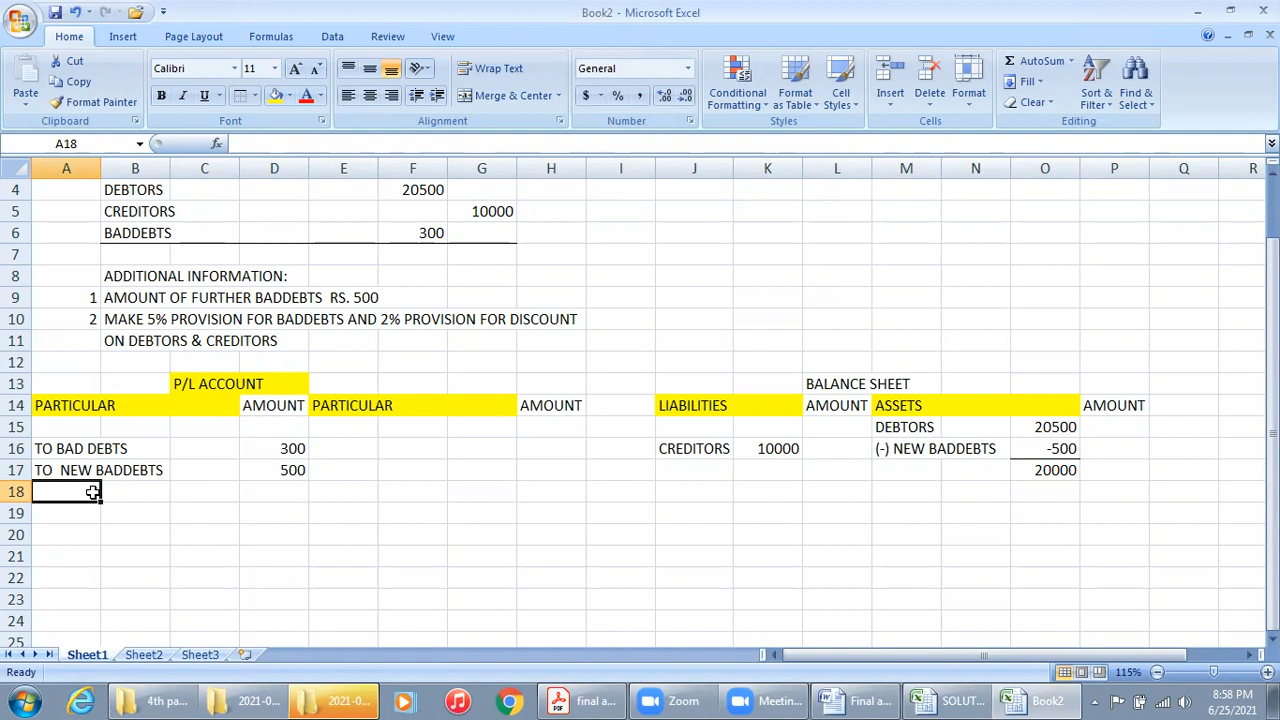 Book2 - Microsoft Excel
Home Insert Page Layout Formulas Data Review View
Paste Cut Copy Format Painter
Calibri 11
B I U A
Wrap Text
Merge & Center
General
$ % ,
Conditional Formatting Format as Table Cell Styles
Insert Delete Format
Σ AutoSum Fill Clear
Sort & Filter Find & Select
Clipboard Font Alignment Number Styles Cells Editing
A18 fx
A B C D E F G H I J K L M N O P Q R
4 DEBTORS 20500
5 CREDITORS 10000
6 BADDEBTS 300
7
8 ADDITIONAL INFORMATION:
9 1 AMOUNT OF FURTHER BADDEBTS RS. 500
10 2 MAKE 5% PROVISION FOR BADDEBTS AND 2% PROVISION FOR DISCOUNT
11 ON DEBTORS & CREDITORS
12
13 P/L ACCOUNT BALANCE SHEET
14 PARTICULAR AMOUNT PARTICULAR AMOUNT LIABILITIES AMOUNT ASSETS AMOUNT
15 DEBTORS 20500
16 TO BAD DEBTS 300 CREDITORS 10000 (-) NEW BADDEBTS -500
17 TO NEW BADDEBTS 500 20000
18
19
20
21
22
23
24
25
Sheet1 Sheet2 Sheet3
Ready 115%
4th pa... 2021-0... 2021-0... final a... Zoom Meetin... Final a... SOLUT... Book2
8:58 PM
6/25/2021